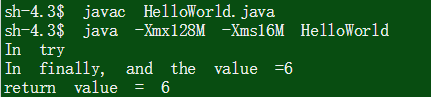 sh-4.3$ javac HelloWorld.java
sh-4.3$ java -Xmx128M -Xms16M HelloWorld
In try
In finally, and the value =6
return value = 6